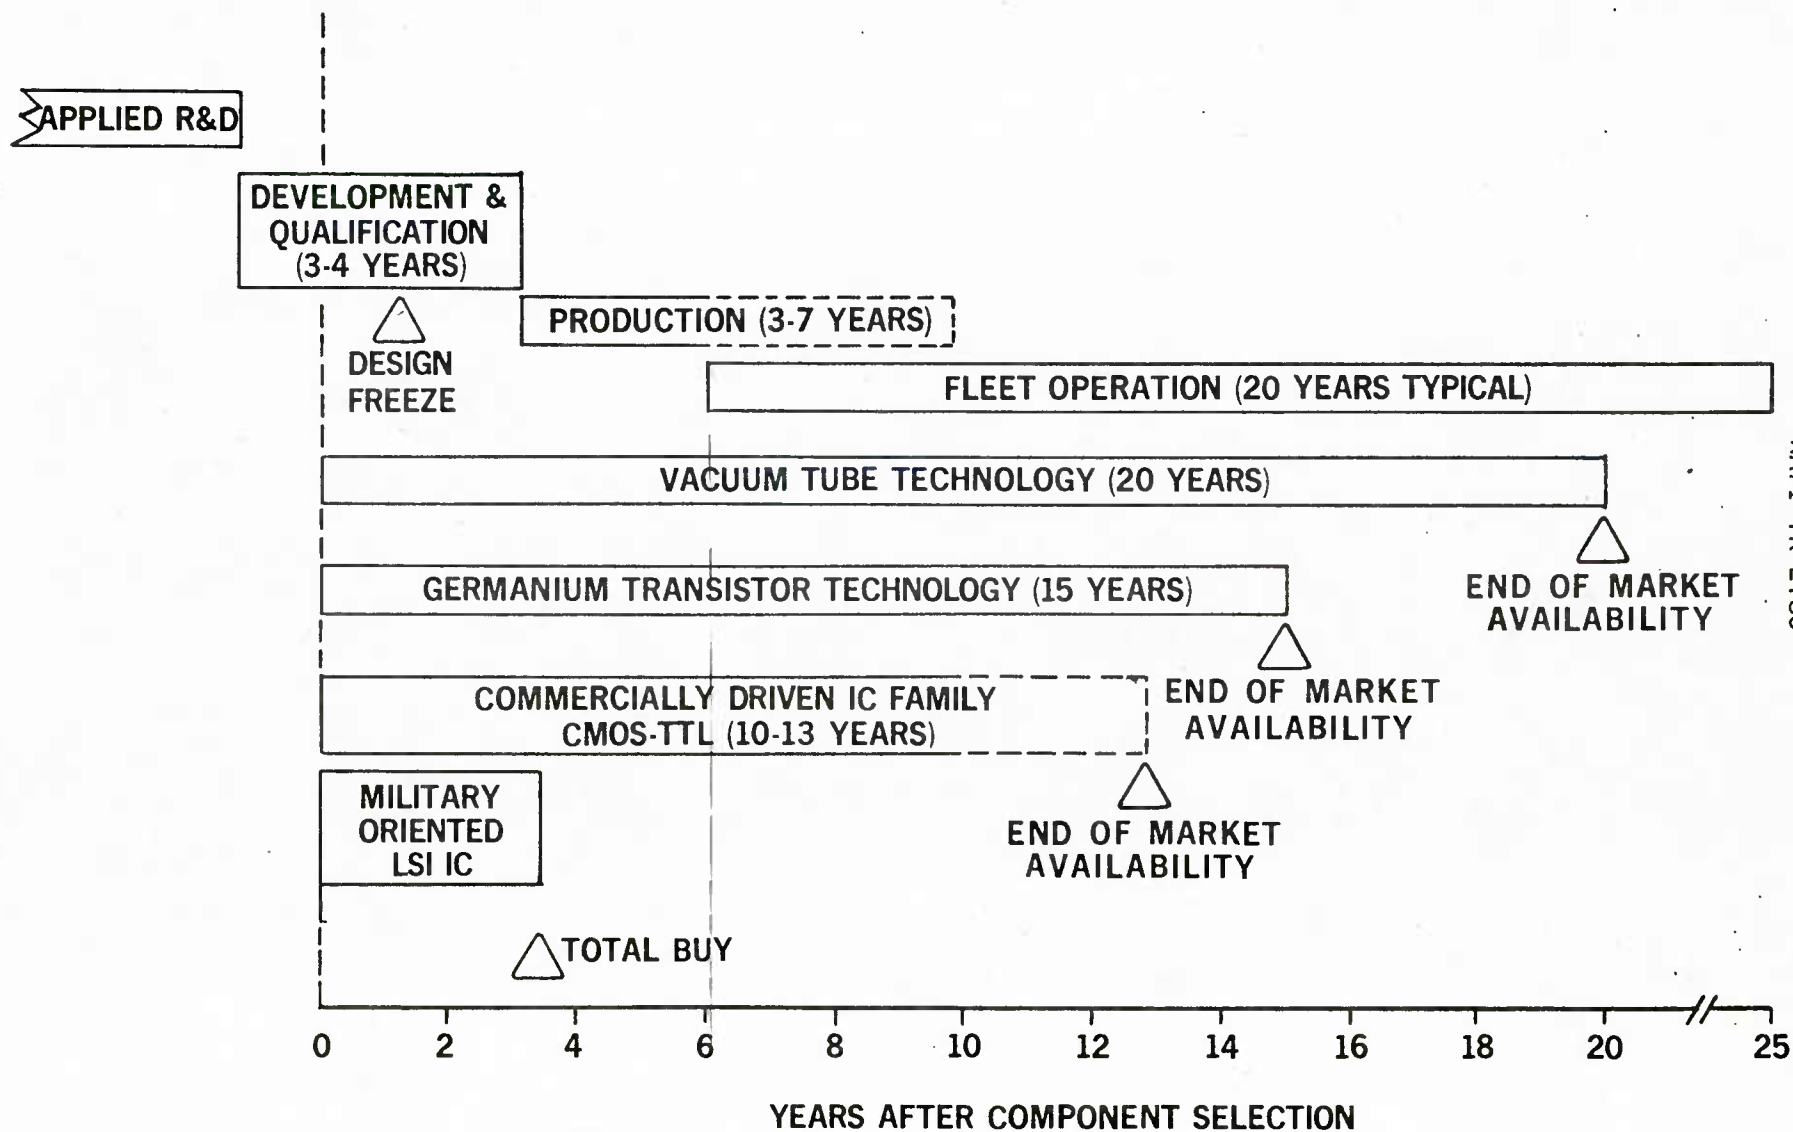 APPLIED R&D
DEVELOPMENT &
QUALIFICATION
(3-4 YEARS)
PRODUCTION (3-7 YEARS)
DESIGN
FREEZE
FLEET OPERATION (20 YEARS TYPICAL)
VACUUM TUBE TECHNOLOGY (20 YEARS)
END OF MARKET
AVAILABILITY
GERMANIUM TRANSISTOR TECHNOLOGY (15 YEARS)
END OF MARKET
AVAILABILITY
COMMERCIALLY DRIVEN IC FAMILY
CMOS-TTL (10-13 YEARS)
END OF MARKET
AVAILABILITY
MILITARY
ORIENTED
LSI IC
TOTAL BUY
0 2 4 6 8 10 12 14 16 18 20 25
YEARS AFTER COMPONENT SELECTION